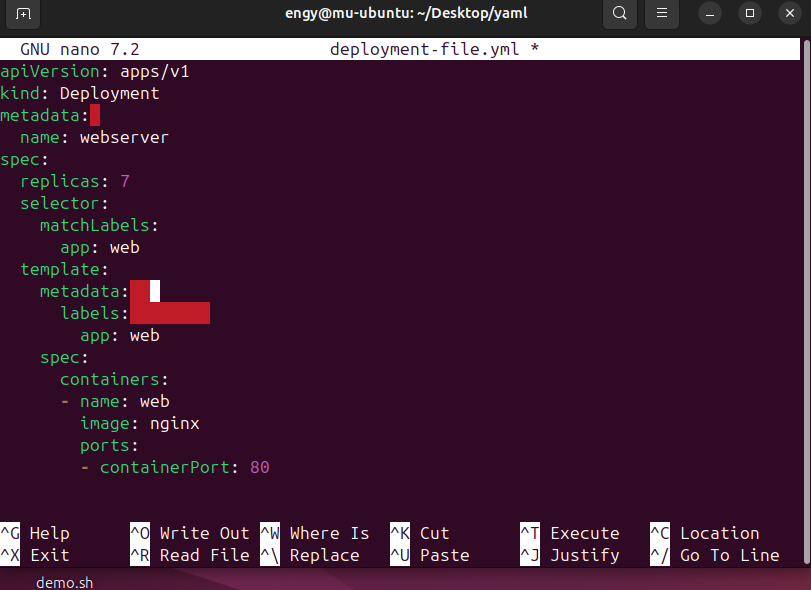 engy@mu-ubuntu: ~/Desktop/yaml
GNU nano 7.2 deployment-file.yml *
apiVersion: apps/v1
kind: Deployment
metadata:
  name: webserver
spec:
  replicas: 7
  selector:
    matchLabels:
      app: web
  template:
    metadata:
      labels:
        app: web
    spec:
      containers:
      - name: web
        image: nginx
        ports:
        - containerPort: 80
^G Help ^O Write Out ^W Where Is ^K Cut ^T Execute ^C Location
^X Exit ^R Read File ^\ Replace ^U Paste ^J Justify ^/ Go To Line
demo.sh